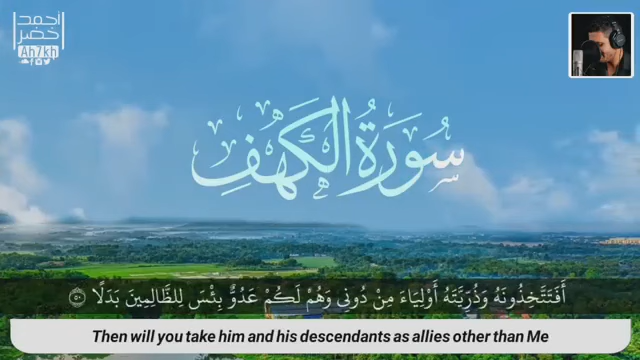 أحمد
خضر
Ah7kh
سُورَةُ الكَهْفِ
أَفَتَتَّخِذُونَهُ وَذُرِّيَّتَهُ أَوْلِيَاءَ مِنْ دُونِي وَهُمْ لَكُمْ عَدُوٌّ بِئْسَ لِلظَّالِمِينَ بَدَلًا ٥٠
Then will you take him and his descendants as allies other than Me